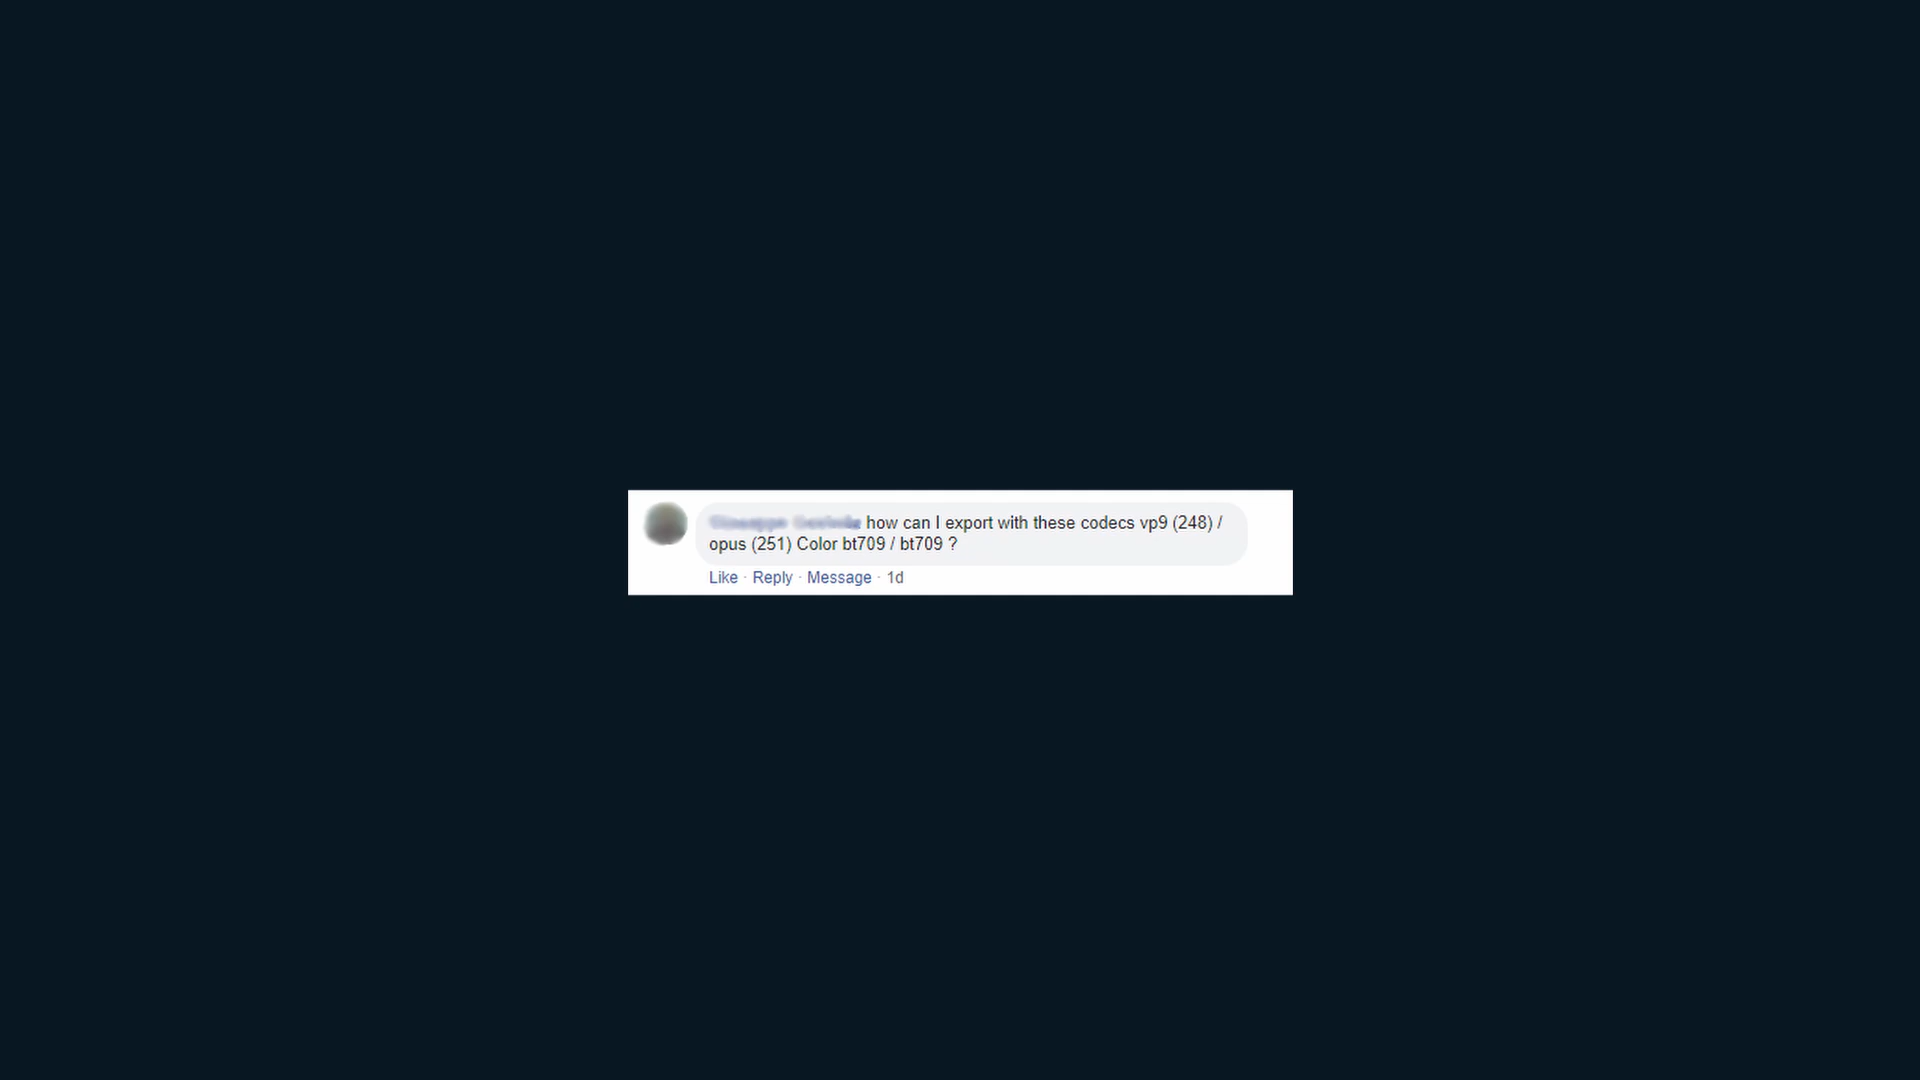 how can I export with these codecs vp9 (248) /
opus (251) Color bt709 / bt709 ?
Like · Reply · Message · 1d